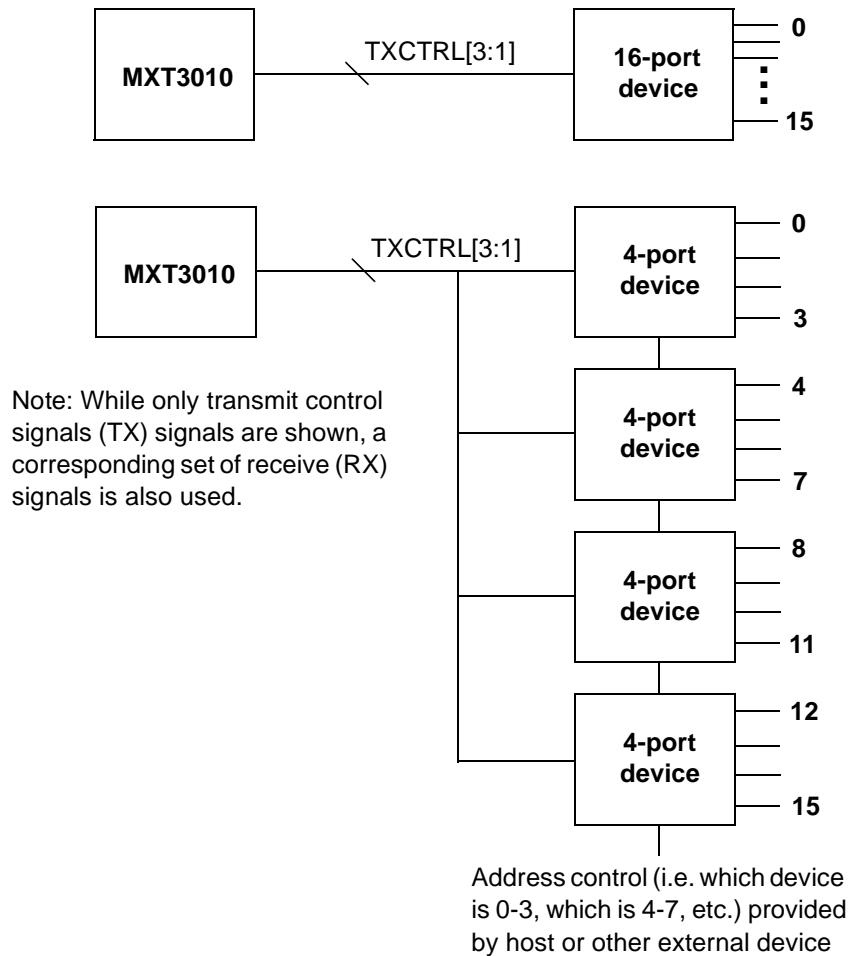 MXT3010
TXCTRL[3:1]
16-port
device
0
15
MXT3010
TXCTRL[3:1]
4-port
device
0
3
Note: While only transmit control
signals (TX) signals are shown, a
corresponding set of receive (RX)
signals is also used.
4-port
device
4
7
4-port
device
8
11
4-port
device
12
15
Address control (i.e. which device
is 0-3, which is 4-7, etc.) provided
by host or other external device